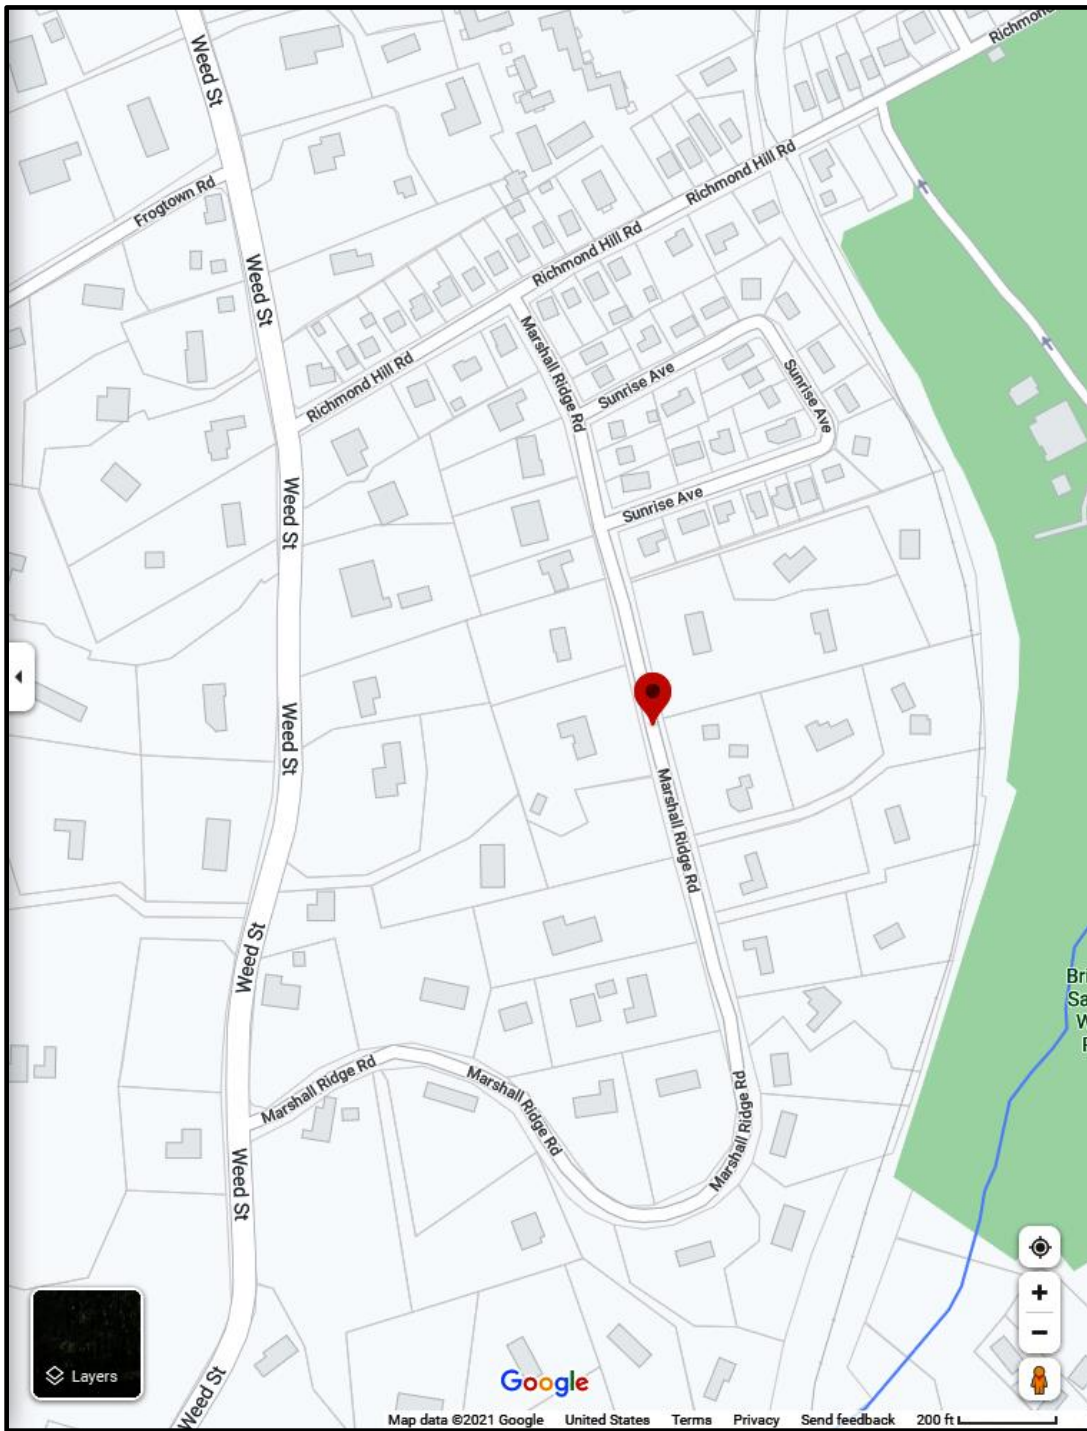 Richmond
Weed St
Frogtown Rd
Richmond Hill Rd
Richmond Hill Rd
Weed St
Marshall Ridge Rd
Richmond Hill Rd
Sunrise Ave
Sunrise Ave
Weed St
Sunrise Ave
Weed St
Marshall Ridge Rd
Weed St
Bri
Sa
W
Marshall Ridge Rd
Marshall Ridge Rd
Marshall Ridge Rd
Weed St
Layers
Weed St
Google
Map data ©2021 Google United States Terms Privacy Send feedback 200 ft